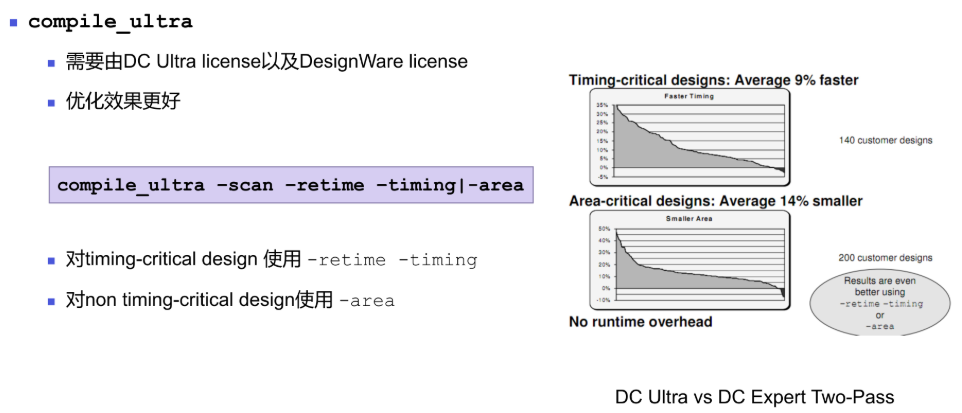 compile_ultra
需要由DC Ultra license以及DesignWare license
优化效果更好
compile_ultra –scan –retime –timing|-area
对timing-critical design 使用 -retime -timing
对non timing-critical design使用 -area
Timing-critical designs: Average 9% faster
Faster Timing
35%
30%
25%
20%
15%
10%
5%
0%
-5%
140 customer designs
Area-critical designs: Average 14% smaller
Smaller Area
60%
50%
40%
30%
20%
10%
0%
-10%
200 customer designs
Results are even
better using
-retime -timing
or
-area
No runtime overhead
DC Ultra vs DC Expert Two-Pass